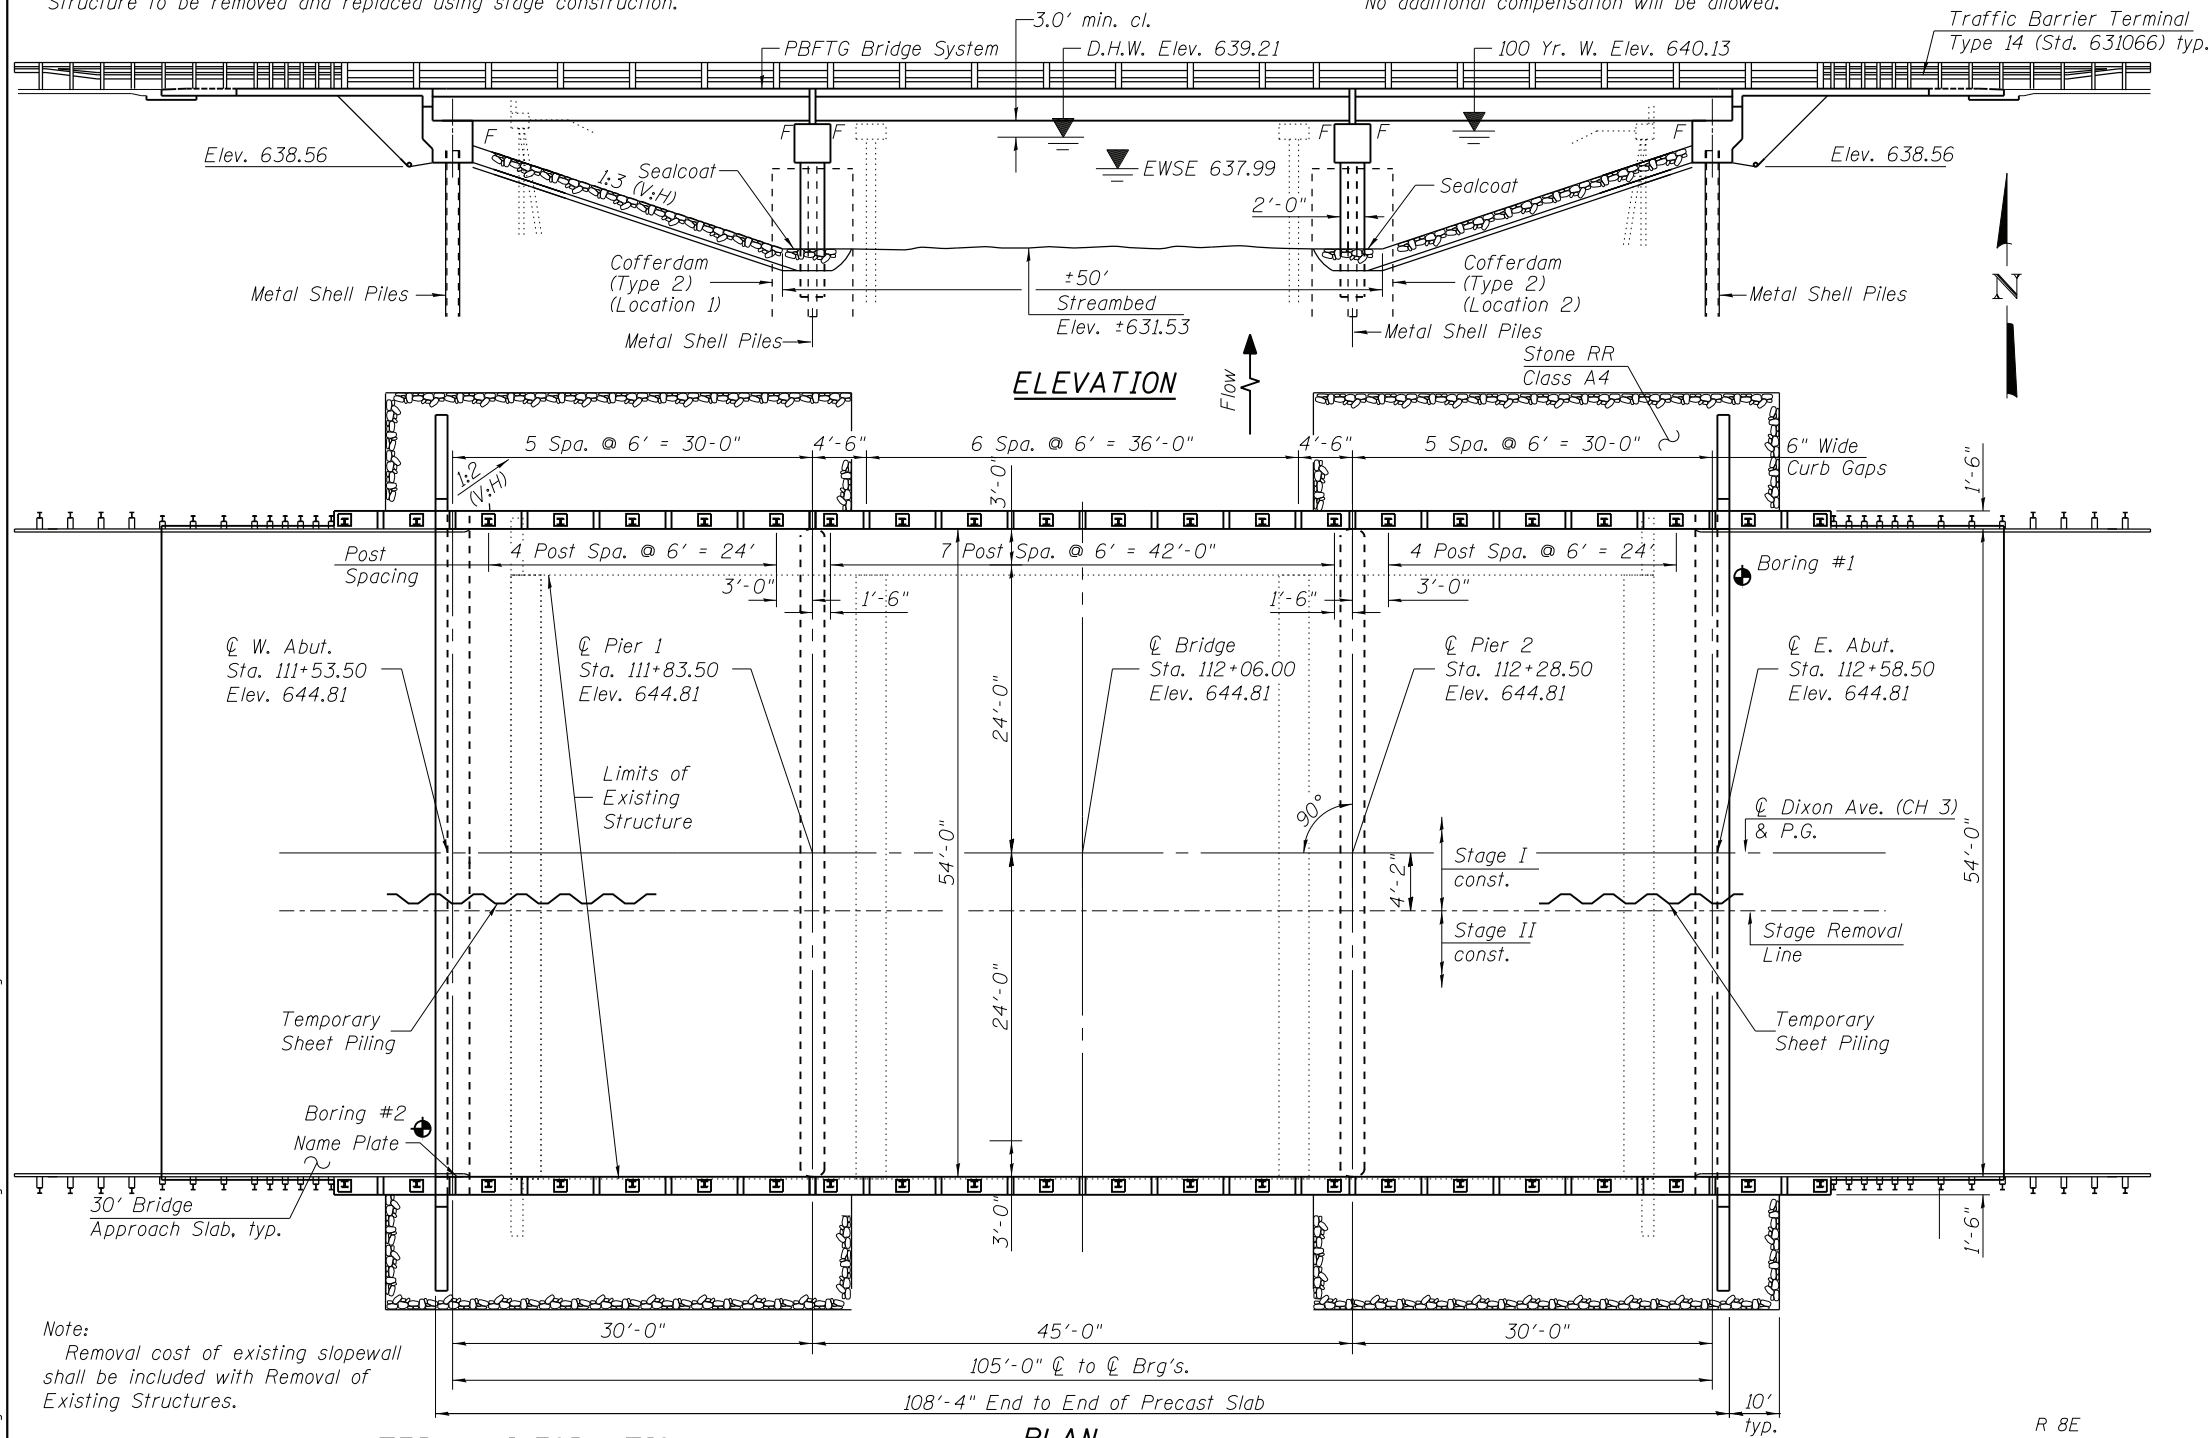 Structure to be removed and replaced using stage construction.
No additional compensation will be allowed.
3.0' min. cl.
Traffic Barrier Terminal
Type 14 (Std. 631066) typ.
PBFTG Bridge System
D.H.W. Elev. 639.21
100 Yr. W. Elev. 640.13
F
F
F
F
F
F
Elev. 638.56
Sealcoat
1:3 (V:H)
EWSE 637.99
2'-0"
Sealcoat
Elev. 638.56
Cofferdam
(Type 2)
(Location 1)
±50'
Streambed
Elev. ±631.53
Cofferdam
(Type 2)
(Location 2)
Metal Shell Piles
Metal Shell Piles
Metal Shell Piles
Metal Shell Piles
N
ELEVATION
Flow
Stone RR
Class A4
5 Spa. @ 6' = 30-0"
4'-6"
6 Spa. @ 6' = 36'-0"
4'-6"
5 Spa. @ 6' = 30-0"
6" Wide
Curb Gaps
1'-6"
1:2
(V:H)
3'-0"
Post
Spacing
4 Post Spa. @ 6' = 24'
7 Post Spa. @ 6' = 42'-0"
4 Post Spa. @ 6' = 24'
Boring #1
3'-0"
1'-6"
1'-6"
3'-0"
℄ W. Abut.
Sta. 111+53.50
Elev. 644.81
℄ Pier 1
Sta. 111+83.50
Elev. 644.81
℄ Bridge
Sta. 112+06.00
Elev. 644.81
℄ Pier 2
Sta. 112+28.50
Elev. 644.81
℄ E. Abut.
Sta. 112+58.50
Elev. 644.81
24'-0"
Limits of
Existing
Structure
90°
℄ Dixon Ave. (CH 3)
& P.G.
54'-0"
54'-0"
4'-2"
Stage I
const.
Stage II
const.
Stage Removal
Line
24'-0"
Temporary
Sheet Piling
Temporary
Sheet Piling
Boring #2
Name Plate
30' Bridge
Approach Slab, typ.
3'-0"
1'-6"
Note:
Removal cost of existing slopewall
shall be included with Removal of
Existing Structures.
30'-0"
45'-0"
30'-0"
105'-0" ℄ to ℄ Brg's.
108'-4" End to End of Precast Slab
10'
typ.
PLAN
R 8E